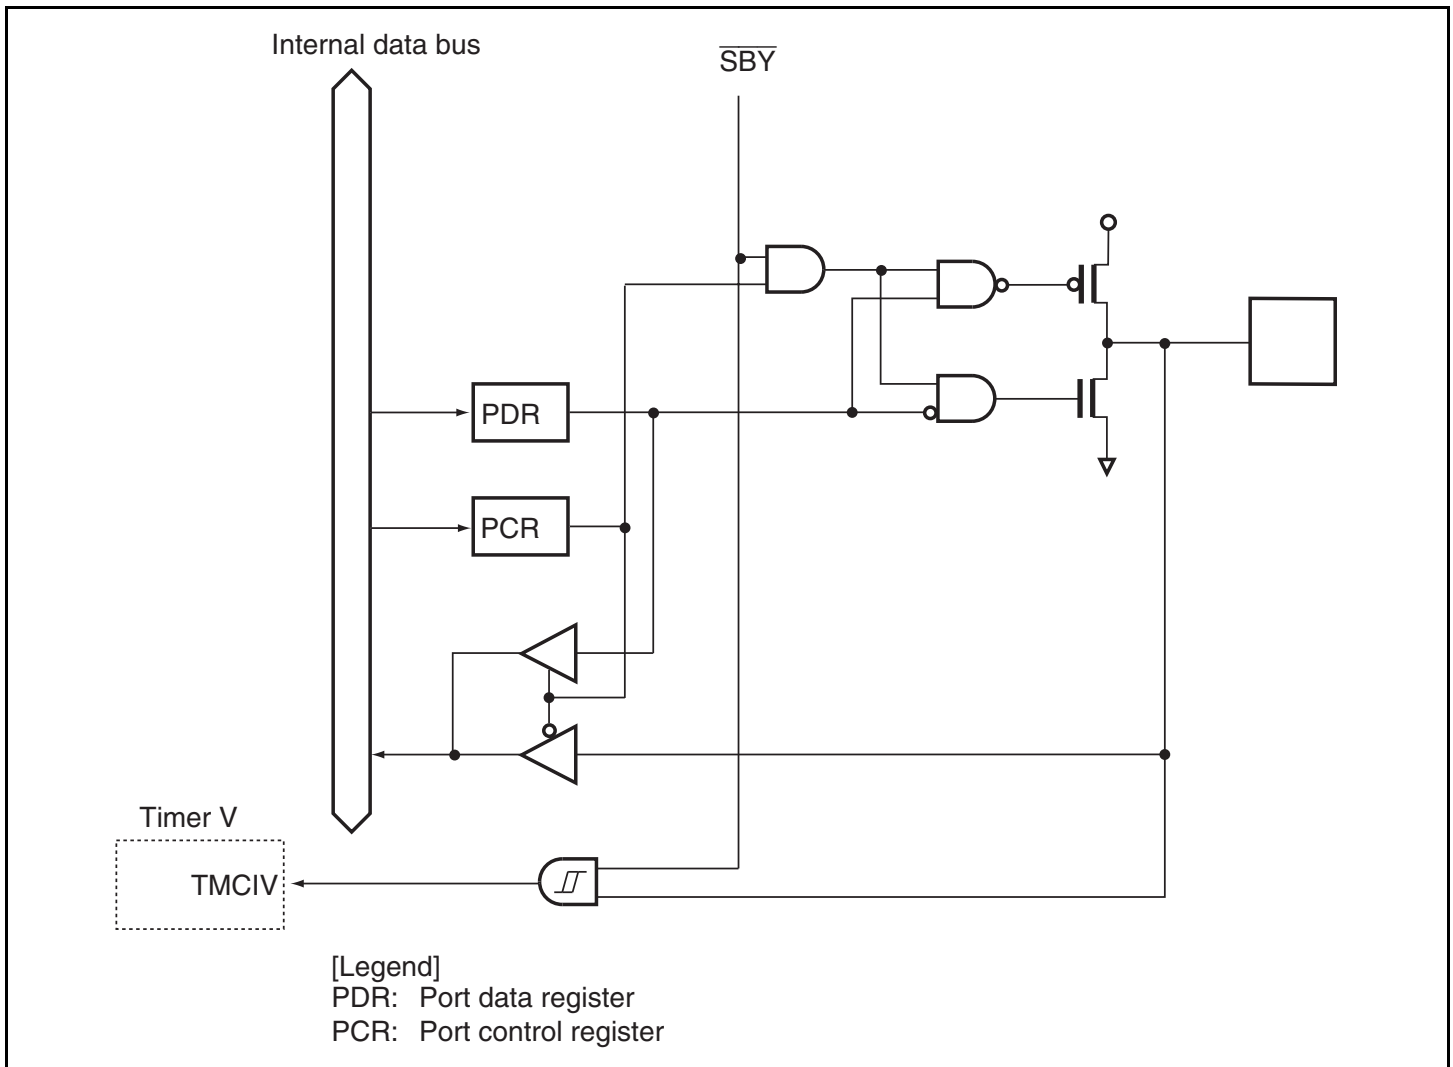 Internal data bus
SBY
PDR
PCR
Timer V
TMCIV
[Legend]
PDR: Port data register
PCR: Port control register